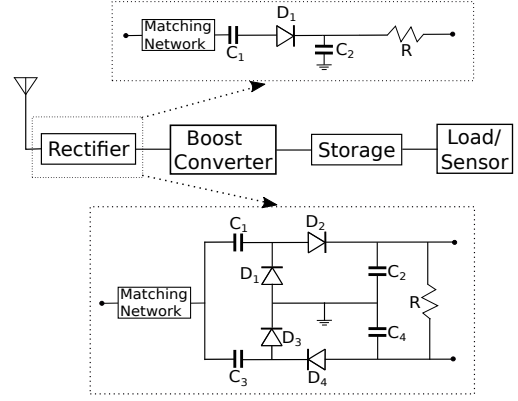 D1
Matching
Network
C1
C2
R
Rectifier
Boost
Converter
Storage
Load/
Sensor
C1
D2
D1
C2
Matching
Network
R
D3
C4
C3
D4